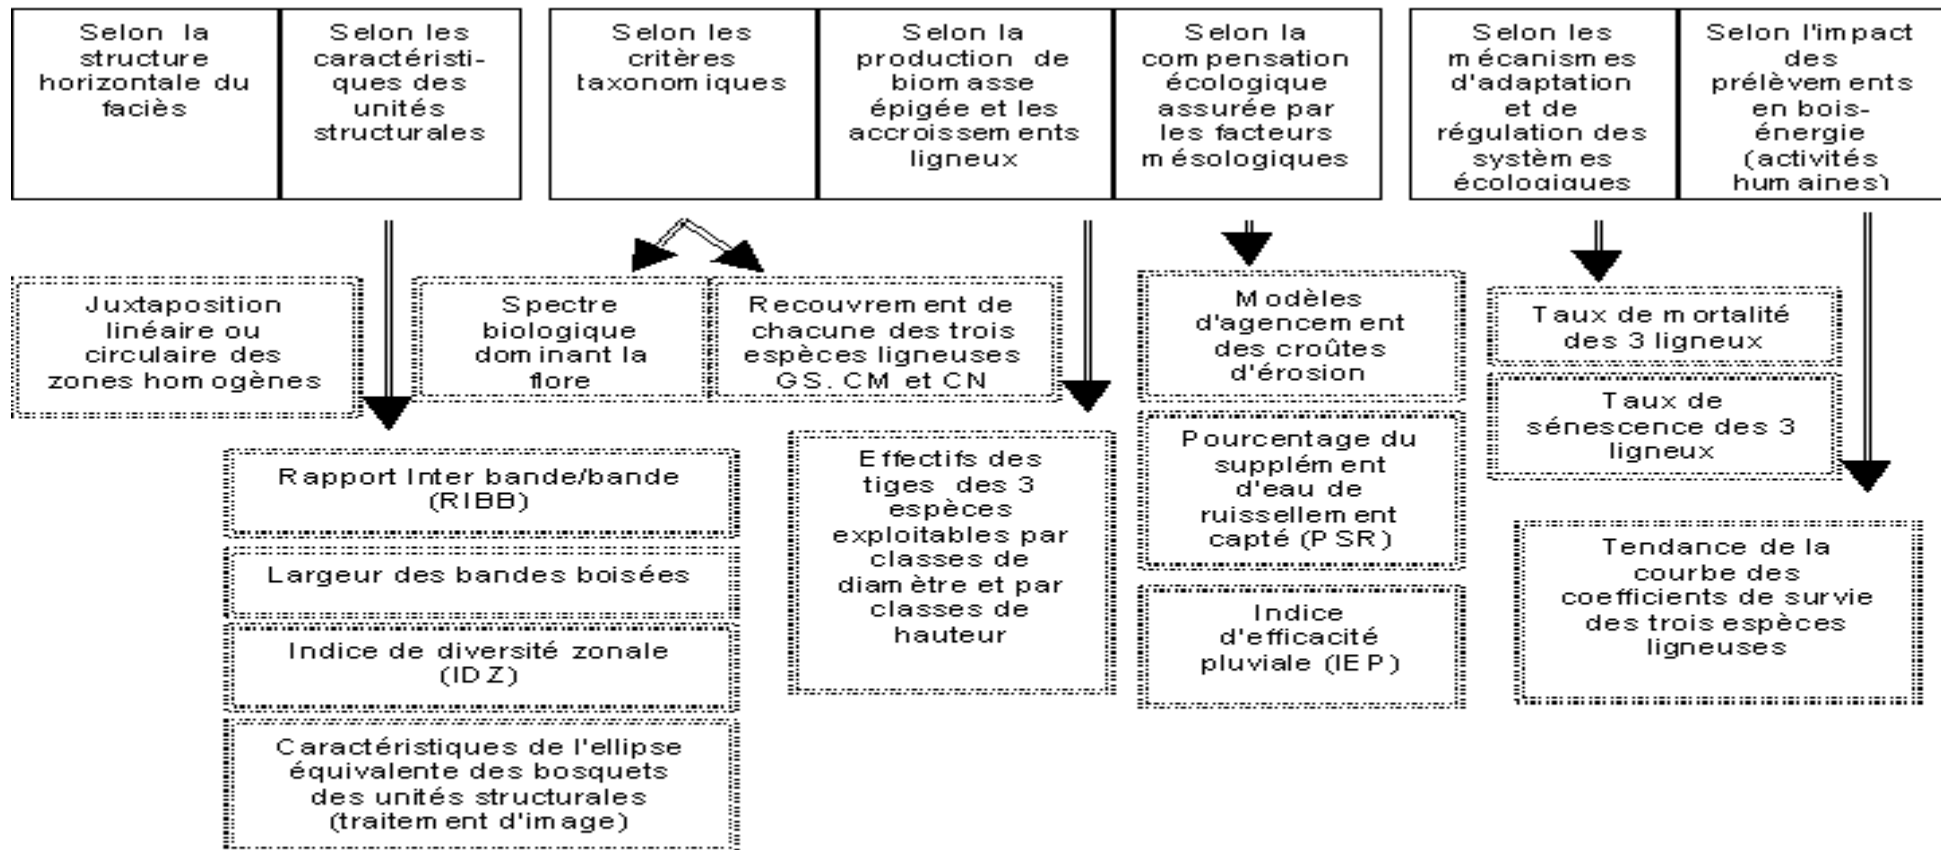 Selon la
structure
horizontale du
faciès
Selon les
caractéristi-
ques des
unités
structurales
Selon les
critères
taxonomiques
Selon la
production de
biomasse
épigée et les
accroissements
ligneux
Selon la
compensation
écologique
assurée par
les facteurs
mésologiques
Selon les
mécanismes
d'adaptation
et de
régulation des
systèmes
écologiques
Selon l'impact
des
prélèvements
en bois-
énergie
(activités
humaines)
Juxtaposition
linéaire ou
circulaire des
zones homogènes
Spectre
biologique
dominant la
flore
Recouvrement de
chacune des trois
espèces ligneuses
GS. CM et CN
Modèles
d'agencement
des croûtes
d'érosion
Taux de mortalité
des 3 ligneux
Taux de
sénescence des 3
ligneux
Rapport Inter bande/bande
(RIBB)
Largeur des bandes boisées
Indice de diversité zonale
(IDZ)
Caractéristiques de l'ellipse
équivalente des bosquets
des unités structurales
(traitement d'image)
Effectifs des
tiges des 3
espèces
exploitables par
classes de
diamètre et par
classes de
hauteur
Pourcentage du
supplément
d'eau de
ruissellement
capté (PSR)
Indice
d'efficacité
pluviale (IEP)
Tendance de la
courbe des
coefficients de survie
des trois espèces
ligneuses